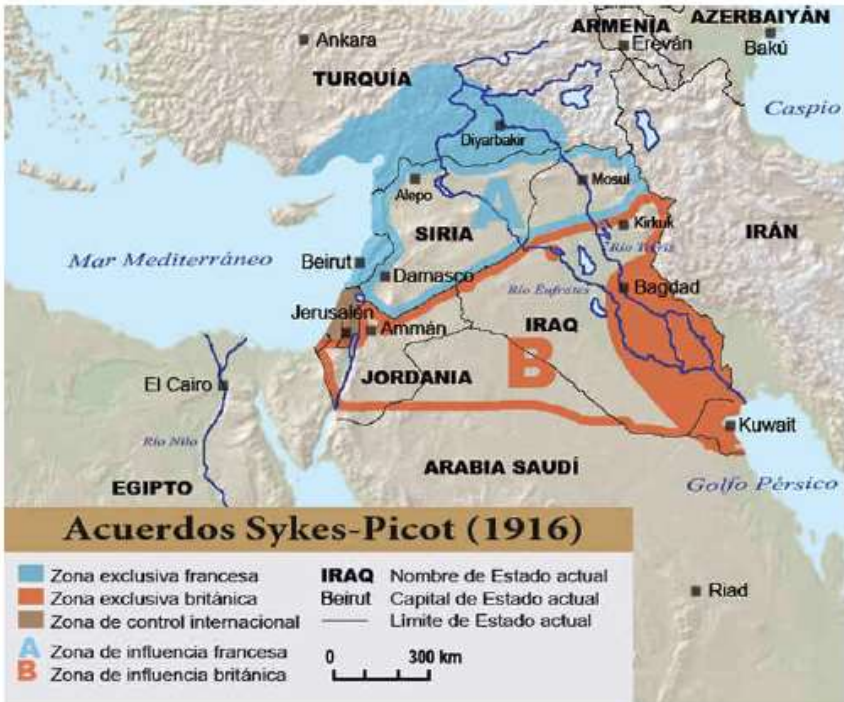 AZERBAIYÁN
ARMENIA
Ankara
Ereván
Bakú
TURQUÍA
Caspio
Diyarbakir
Alepo
A
Mosul
SIRIA
Kirkuk
IRÁN
Mar Mediterráneo
Beirut
Río Tigris
Damasco
Río Eufrates
Bagdad
Jerusalén
Ammán
IRAQ
B
JORDANIA
El Cairo
Kuwait
Río Nilo
ARABIA SAUDÍ
EGIPTO
Golfo Pérsico
Riad
Acuerdos Sykes-Picot (1916)
Zona exclusiva francesa
Zona exclusiva británica
Zona de control internacional
A Zona de influencia francesa
B Zona de influencia británica
IRAQ Nombre de Estado actual
Beirut Capital de Estado actual
Límite de Estado actual
0 300 km